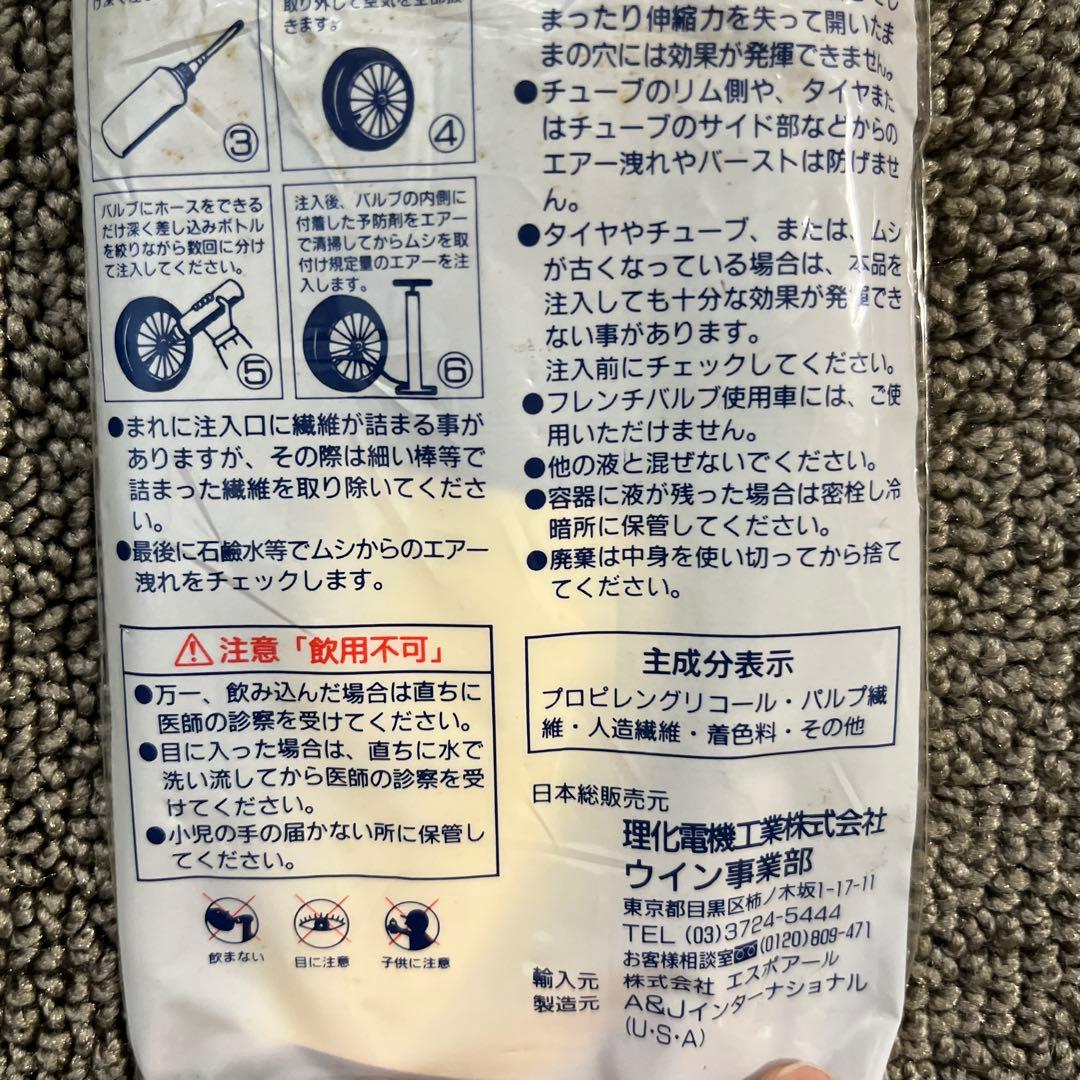 取り外して空気を全部抜
きます。
③
④
バルブにホースをできる
だけ深く差し込みボトル
を絞りながら数回に分け
て注入してください。
⑤
注入後、バルブの内側に
付着した予防剤をエアー
で清掃してからムシを取
付け規定量のエアーを注
入します。
⑥
●まれに注入口に繊維が詰まる事が
ありますが、その際は細い棒等で
詰まった繊維を取り除いてくださ
い。
●最後に石鹸水等でムシからのエアー
洩れをチェックします。
⚠注意「飲用不可」
●万一、飲み込んだ場合は直ちに
医師の診察を受けてください。
●目に入った場合は、直ちに水で
洗い流してから医師の診察を受
けてください。
●小児の手の届かない所に保管し
てください。
飲まない
目に注意
子供に注意
まったり伸縮力を失って開いたま
まの穴には効果が発揮できません。
●チューブのリム側や、タイヤまた
はチューブのサイド部などからの
エアー洩れやバーストは防げませ
ん。
●タイヤやチューブ、または、ムシ
が古くなっている場合は、本品を
注入しても十分な効果が発揮でき
ない事があります。
注入前にチェックしてください。
●フレンチバルブ使用車には、ご使
用いただけません。
●他の液と混ぜないでください。
●容器に液が残った場合は密栓し冷
暗所に保管してください。
●廃棄は中身を使い切ってから捨て
てください。
主成分表示
プロピレングリコール・パルプ繊
維・人造繊維・着色料・その他
日本総販売元
理化電機工業株式会社
ウイン事業部
東京都目黒区柿ノ木坂1-17-11
TEL (03)3724-5444
お客様相談室 (0120)809-471
輸入元 株式会社 エスポアール
製造元 A&Jインターナショナル
(U・S・A)